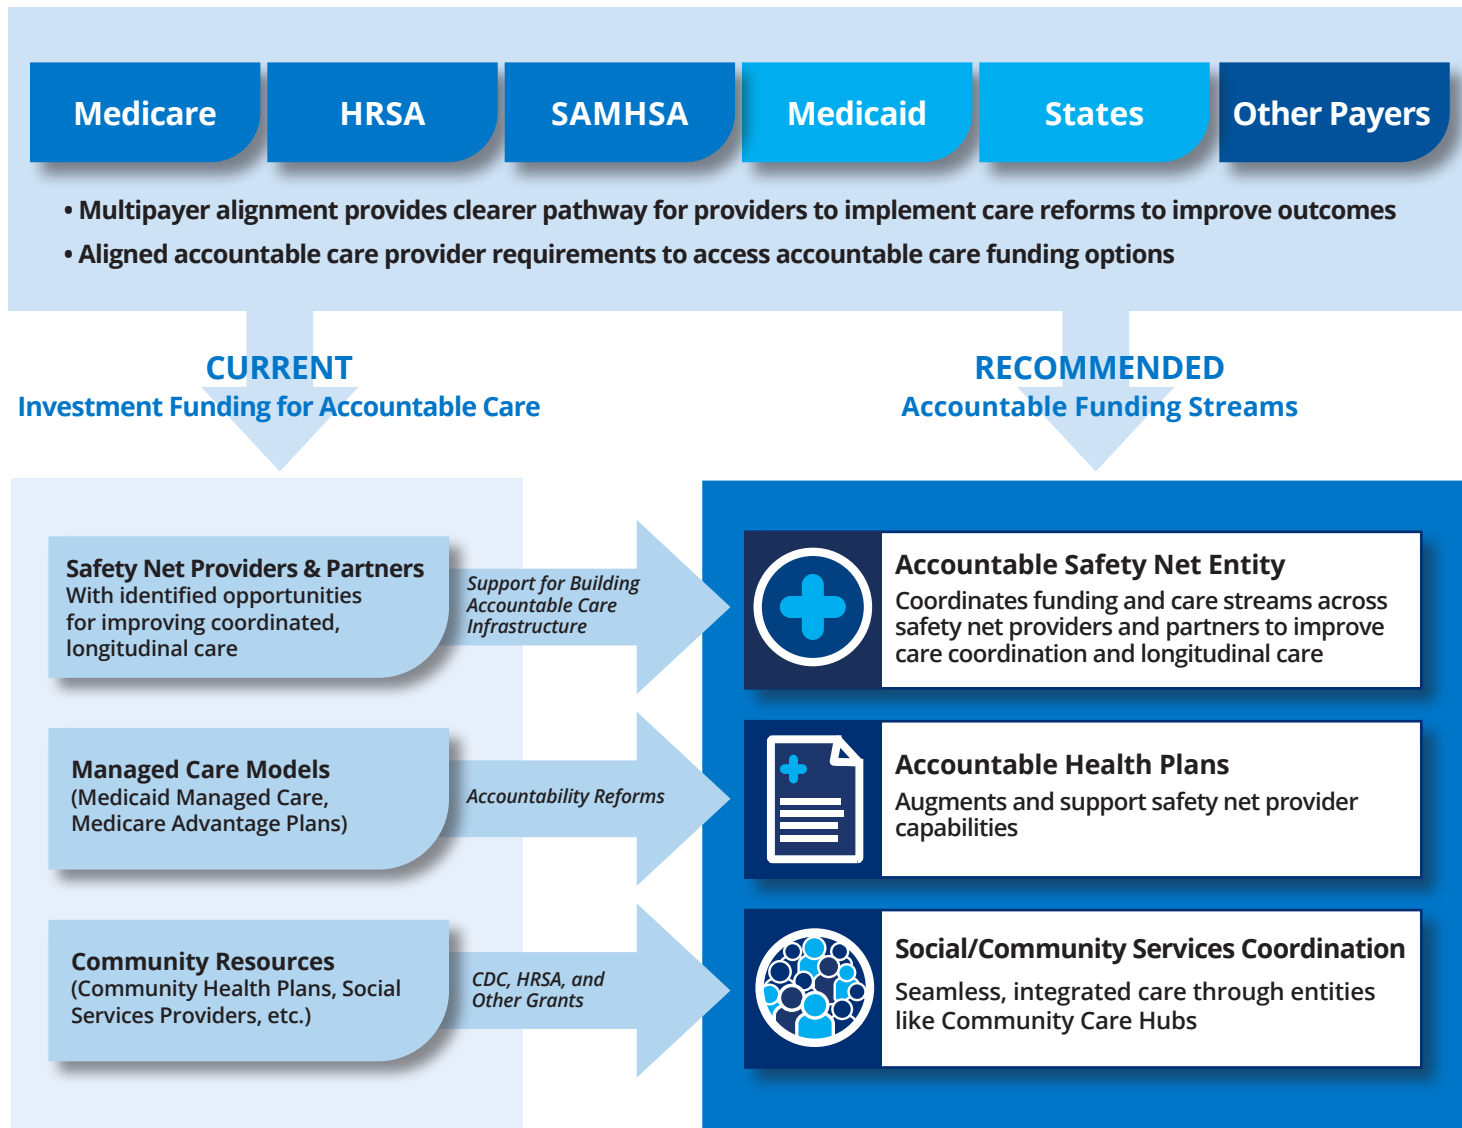 Medicare
HRSA
SAMHSA
Medicaid
States
Other Payers
• Multipayer alignment provides clearer pathway for providers to implement care reforms to improve outcomes
• Aligned accountable care provider requirements to access accountable care funding options
CURRENT
Investment Funding for Accountable Care
RECOMMENDED
Accountable Funding Streams
Safety Net Providers & Partners
With identified opportunities
for improving coordinated,
longitudinal care
Support for Building
Accountable Care
Infrastructure
Accountable Safety Net Entity
Coordinates funding and care streams across
safety net providers and partners to improve
care coordination and longitudinal care
Managed Care Models
(Medicaid Managed Care,
Medicare Advantage Plans)
Accountability Reforms
Accountable Health Plans
Augments and support safety net provider
capabilities
Community Resources
(Community Health Plans, Social
Services Providers, etc.)
CDC, HRSA, and
Other Grants
Social/Community Services Coordination
Seamless, integrated care through entities
like Community Care Hubs